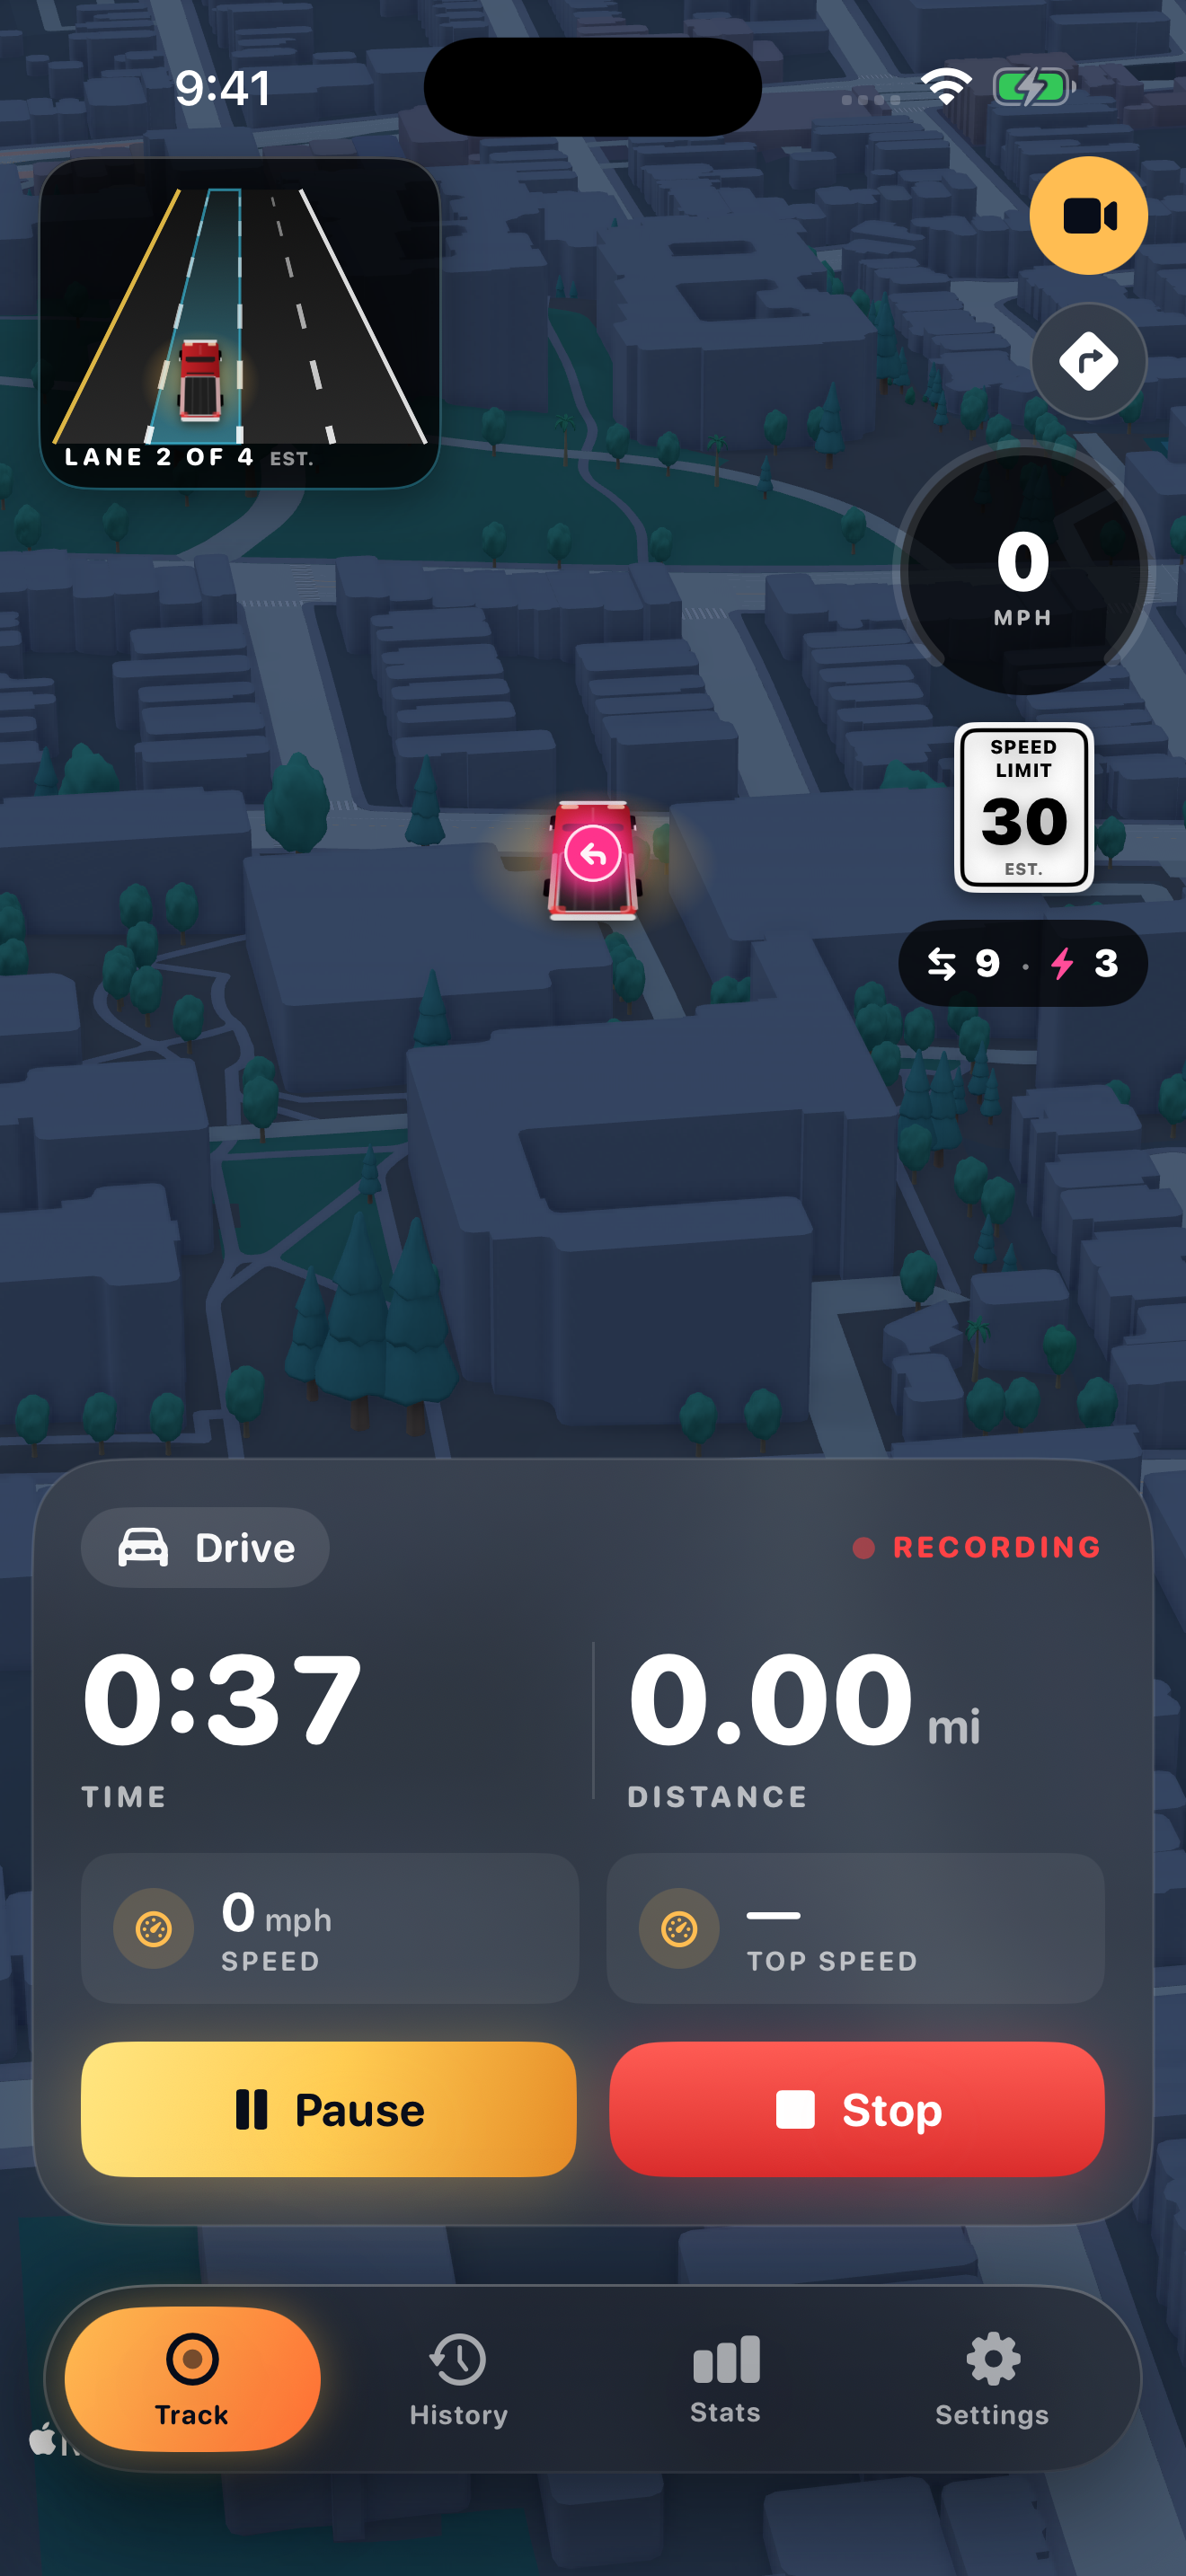 9:41
LANE 2 OF 4 EST.
0
MPH
SPEED
LIMIT
30
EST.
9 · 3
Drive
RECORDING
0:37
TIME
0.00 mi
DISTANCE
0 mph
SPEED
—
TOP SPEED
Pause
Stop
Track
History
Stats
Settings